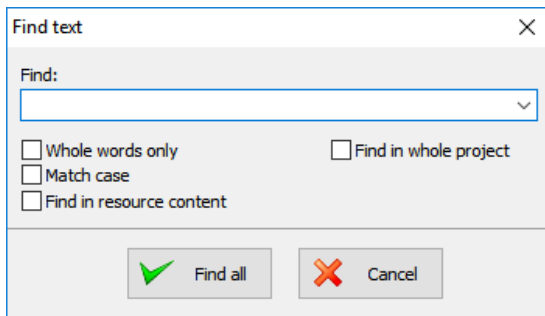 Find text
Find:
Whole words only
Find in whole project
Match case
Find in resource content
Find all
Cancel